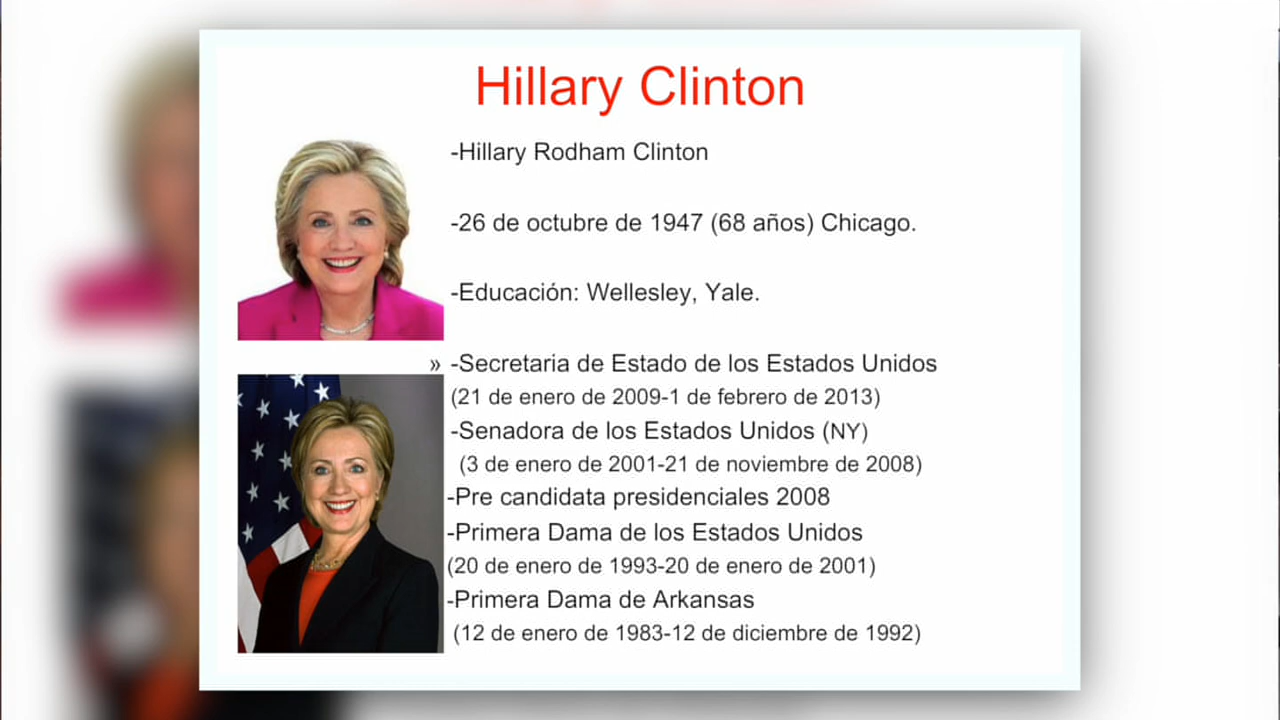 Hillary Clinton
-Hillary Rodham Clinton
-26 de octubre de 1947 (68 años) Chicago.
-Educación: Wellesley, Yale.
» -Secretaria de Estado de los Estados Unidos
(21 de enero de 2009-1 de febrero de 2013)
-Senadora de los Estados Unidos (NY)
(3 de enero de 2001-21 de noviembre de 2008)
-Pre candidata presidenciales 2008
-Primera Dama de los Estados Unidos
(20 de enero de 1993-20 de enero de 2001)
-Primera Dama de Arkansas
(12 de enero de 1983-12 de diciembre de 1992)